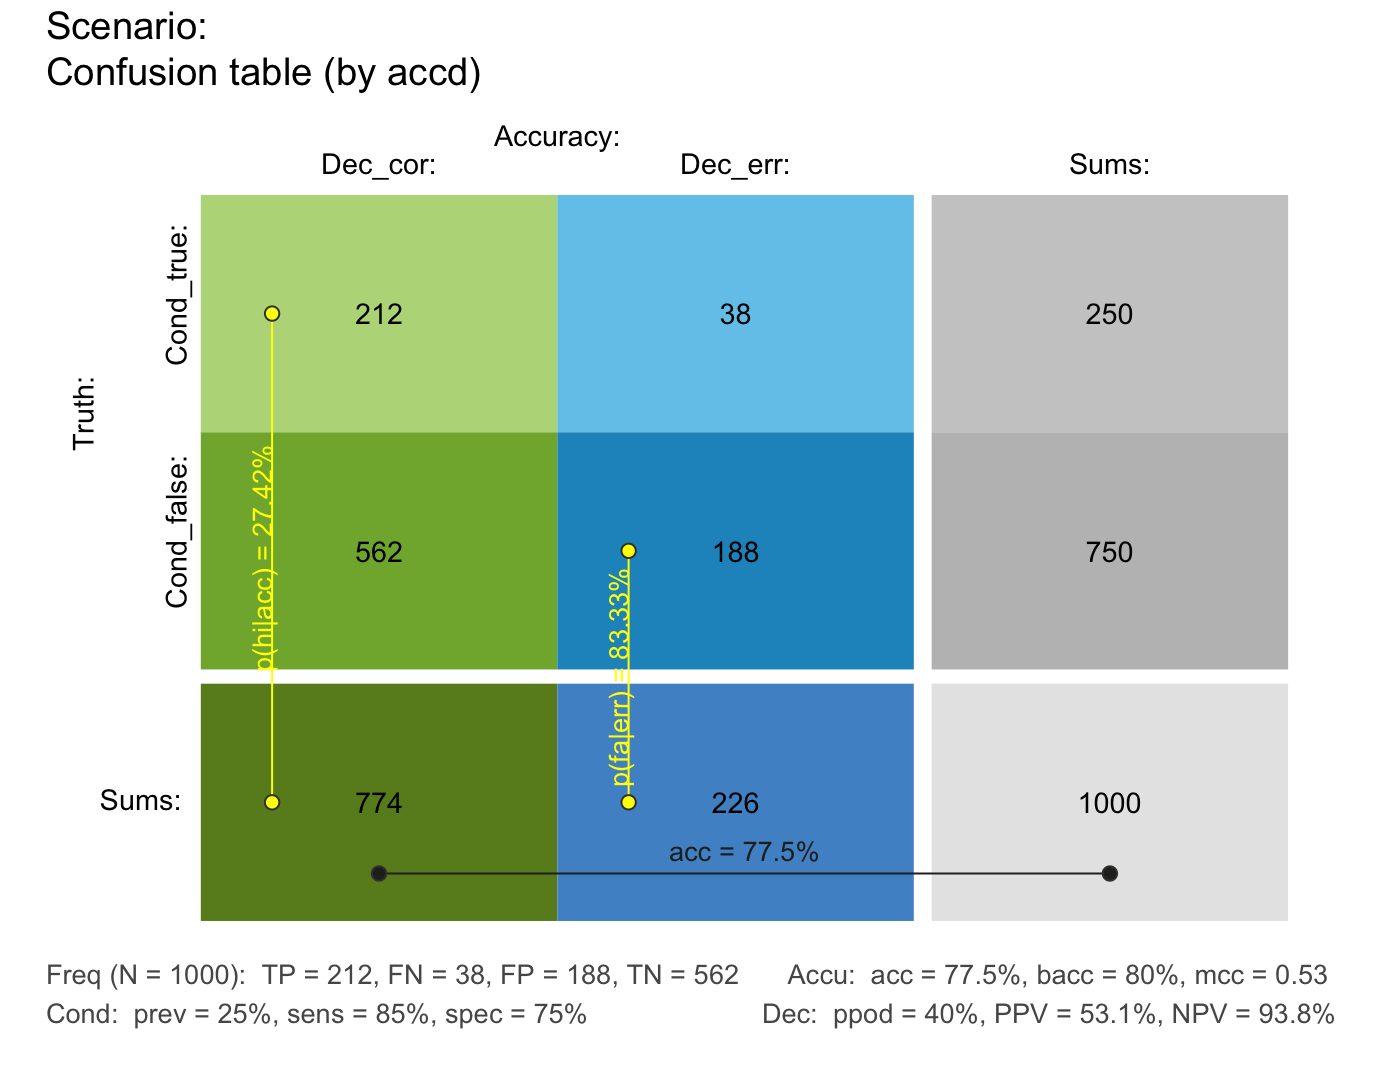 Scenario:
Confusion table (by accd)
Accuracy:
Dec_cor:
Dec_err:
Sums:
Truth:
Cond_true:
212
38
250
Cond_false:
562
188
750
p(hi|acc) = 27.42%
p(fa|err) = 83.33%
Sums:
774
226
1000
acc = 77.5%
Freq (N = 1000):  TP = 212, FN = 38, FP = 188, TN = 562
Accu:  acc = 77.5%, bacc = 80%, mcc = 0.53
Cond:  prev = 25%, sens = 85%, spec = 75%
Dec:  ppod = 40%, PPV = 53.1%, NPV = 93.8%